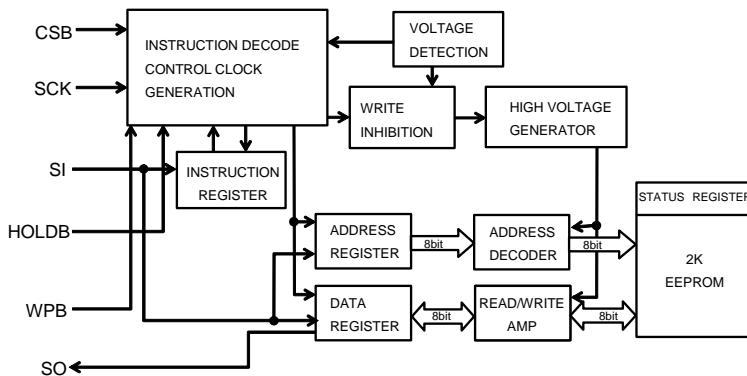 CSB
SCK
SI
HOLDB
WPB
SO
INSTRUCTION DECODE
CONTROL CLOCK
GENERATION
VOLTAGE
DETECTION
WRITE
INHIBITION
HIGH VOLTAGE
GENERATOR
INSTRUCTION
REGISTER
ADDRESS
REGISTER
8bit
ADDRESS
DECODER
8bit
DATA
REGISTER
8bit
READ/WRITE
AMP
8bit
STATUS REGISTER
2K
EEPROM